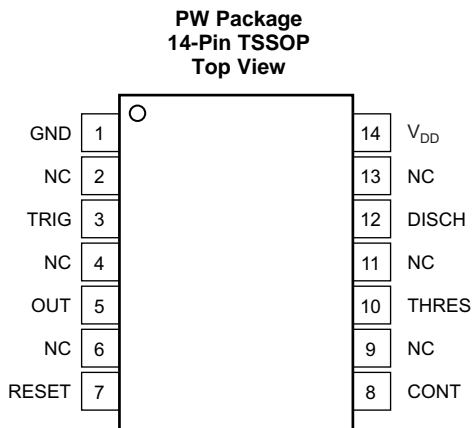 PW Package
14-Pin TSSOP
Top View
GND 1 14 VDD
NC 2 13 NC
TRIG 3 12 DISCH
NC 4 11 NC
OUT 5 10 THRES
NC 6 9 NC
RESET 7 8 CONT